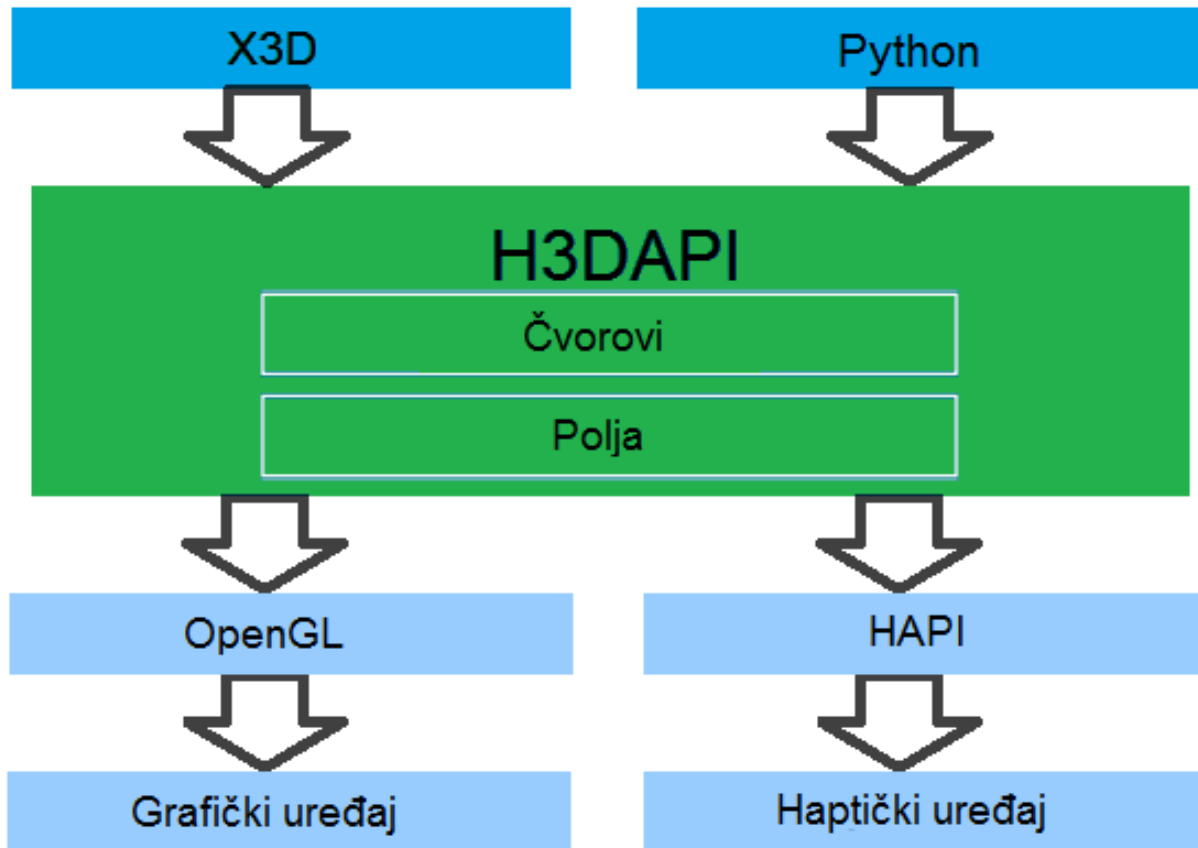 X3D
Python
H3DAPI
Čvorovi
Polja
OpenGL
HAPI
Grafički uređaj
Haptički uređaj